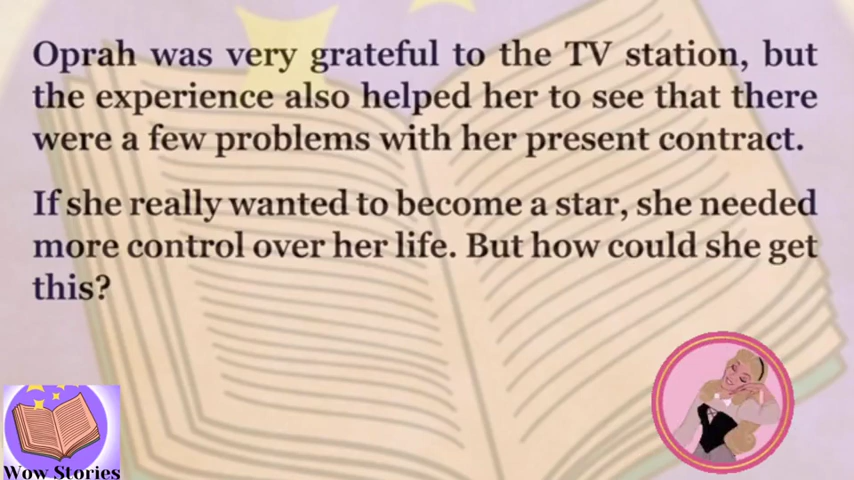 Oprah was very grateful to the TV station, but
the experience also helped her to see that there
were a few problems with her present contract.
If she really wanted to become a star, she needed
more control over her life. But how could she get
this?
Wow Stories